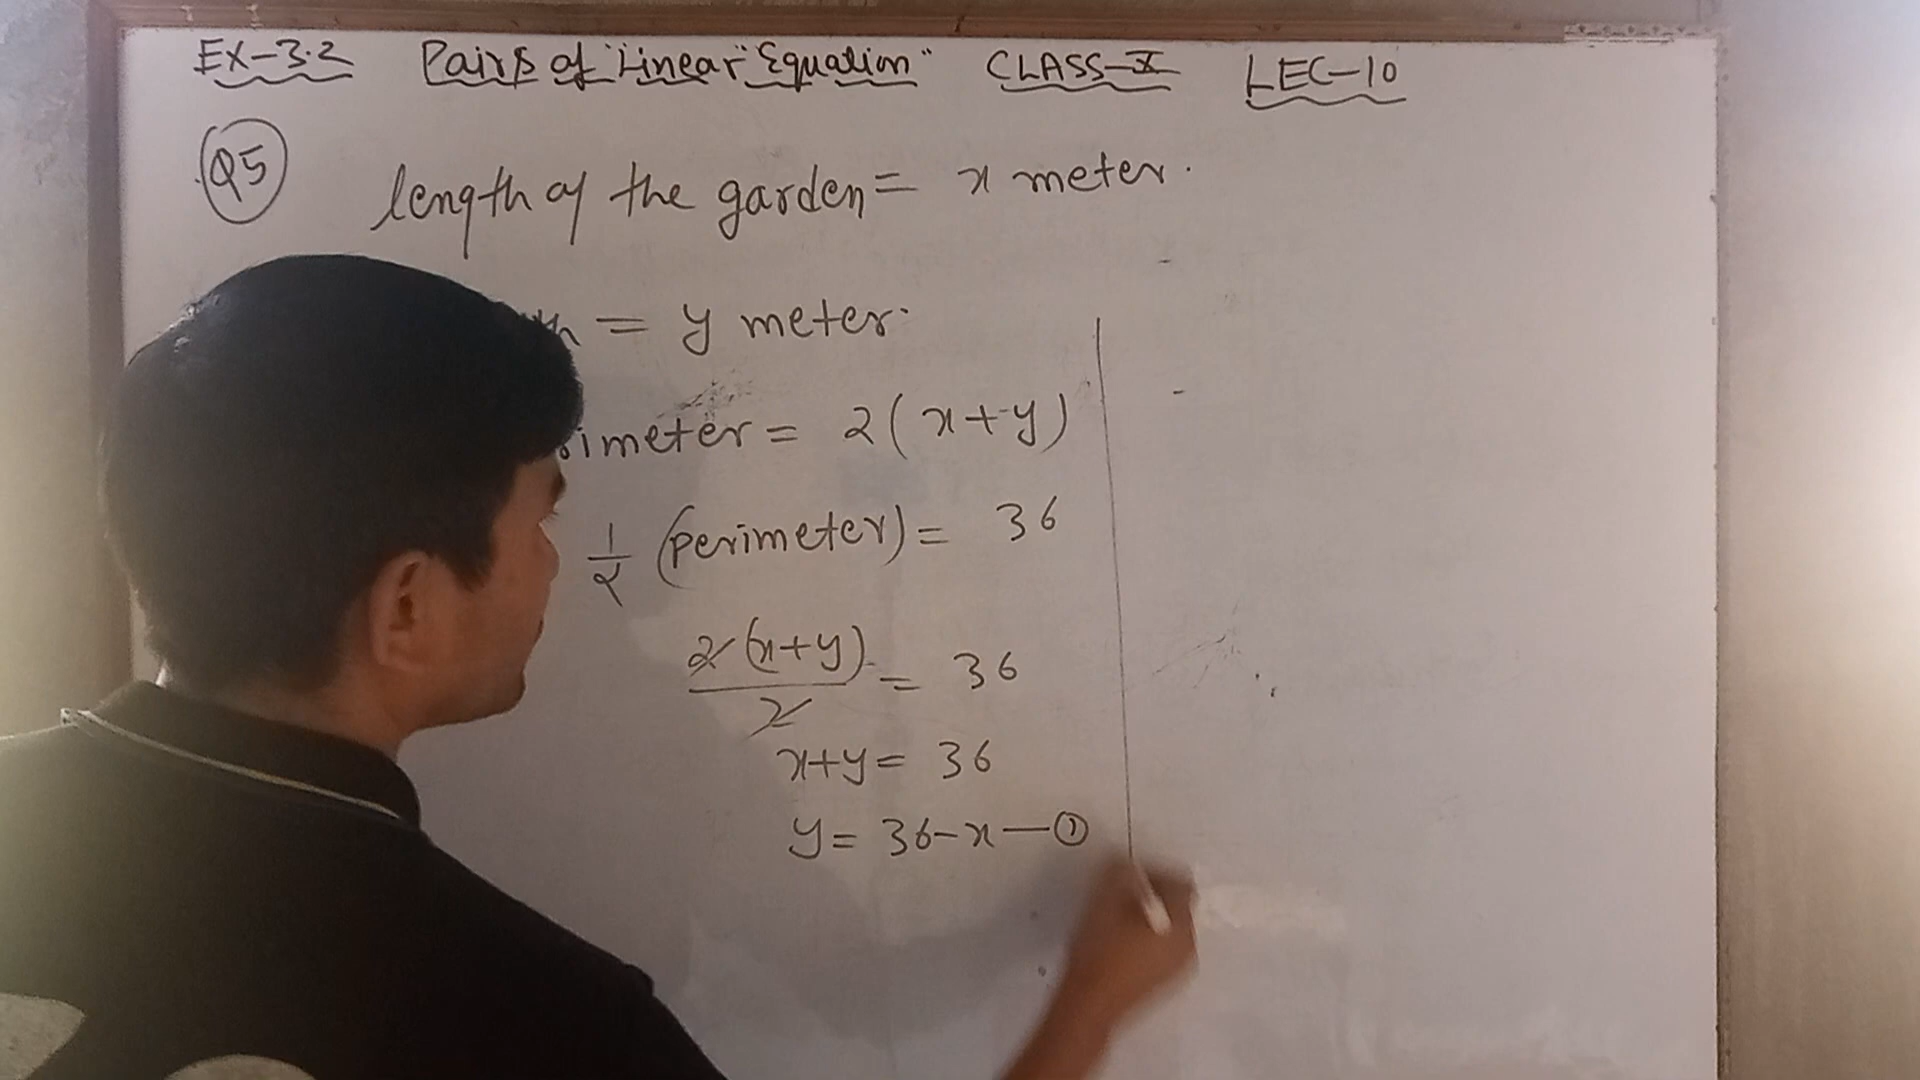 EX-3.2 Pairs of "Linear" Equation" CLASS-X LEC-10
Q5 length of the garden = x meter.
= y meter.
imeter = 2(x+y)
1/2 (perimeter) = 36
2(x+y)/2 = 36
x+y = 36
y = 36-x — ①